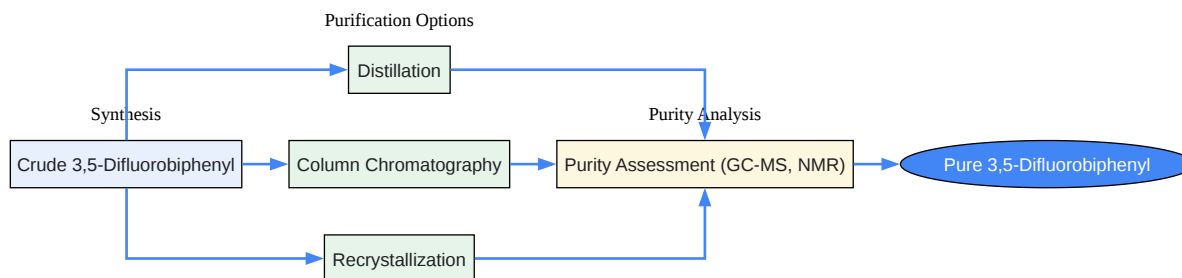 Purification Options
Distillation
Synthesis
Purity Analysis
Crude 3,5-Difluorobiphenyl
Column Chromatography
Purity Assessment (GC-MS, NMR)
Pure 3,5-Difluorobiphenyl
Recrystallization